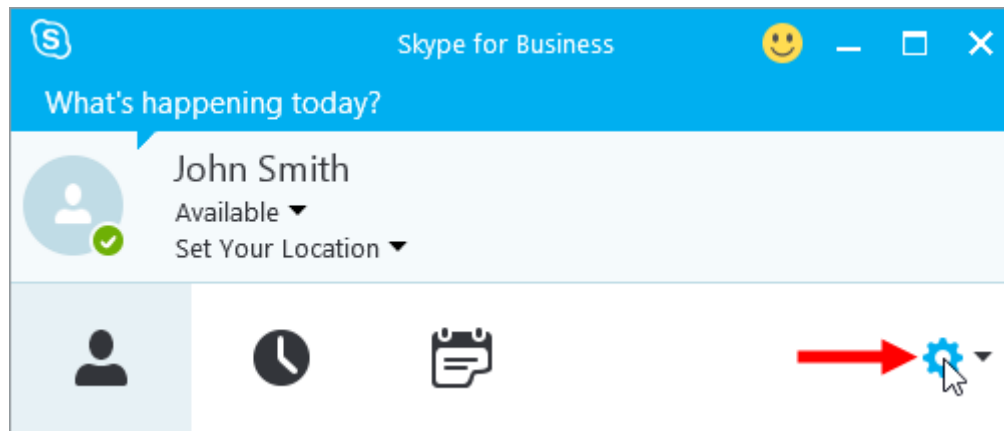 Skype for Business
What's happening today?
John Smith
Available
Set Your Location